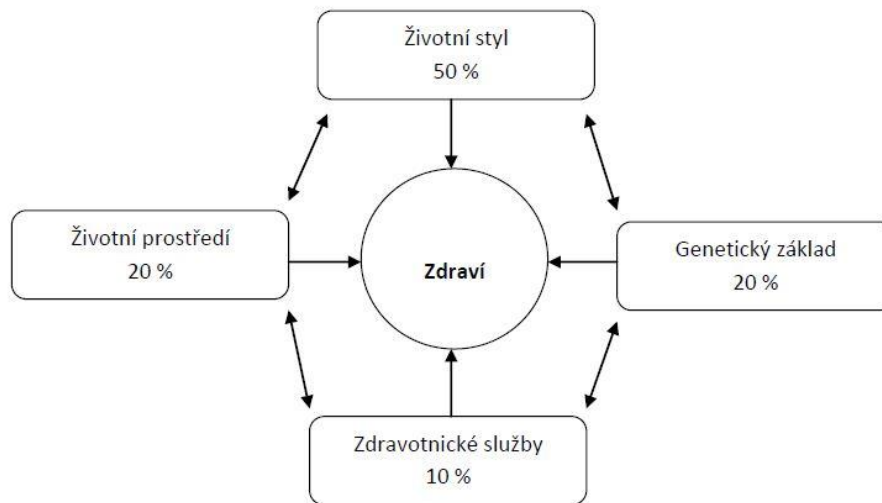 Životní styl
50 %
Životní prostředí
20 %
Zdraví
Genetický základ
20 %
Zdravotnické služby
10 %